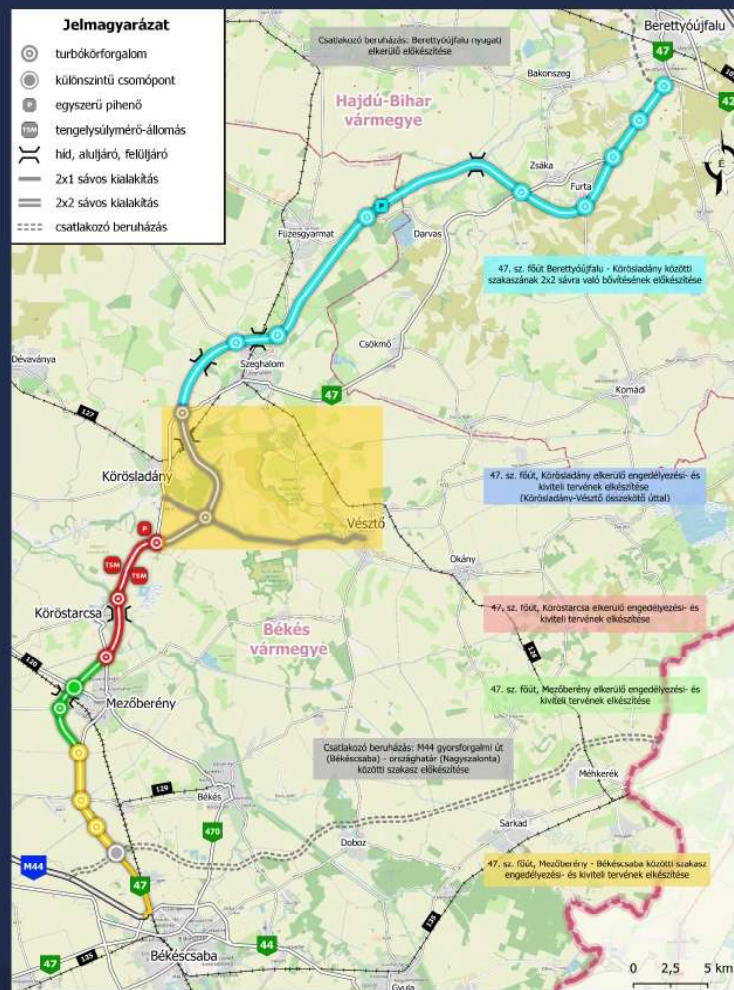 Jelmagyarázat
turbókörforgalom
különszintű csomópont
P
egyszerű pihenő
TSM
tengelysúlymérő-állomás
híd, aluljáró, felüljáró
2x1 sávos kialakítás
2x2 sávos kialakítás
csatlakozó beruházás
Berettyóújfalu
Csatlakozó beruházás: Berettyóújfalu nyugati
elkerülő előkészítése
47
Bakonszeg
42
Hajdú-Bihar
vármegye
É
Zsáka
Furta
P
Füzesgyarmat
Darvas
47. sz. főút Berettyóújfalu - Körösladány közötti
szakaszának 2x2 sávra való bővítésének előkészítése
Csökmő
Dévaványa
Szeghalom
47
Komádi
127
Körösladány
47. sz. főút, Körösladány elkerülő engedélyezési- és
kiviteli tervének elkészítése
(Körösladány-Vésztő összekötő úttal)
Vésztő
P
TSM
TSM
Okány
Köröstarcsa
47. sz. főút, Köröstarcsa elkerülő engedélyezési- és
kiviteli tervének elkészítése
Békés
vármegye
128
120
Mezőberény
47. sz. főút, Mezőberény elkerülő engedélyezési- és
kiviteli tervének elkészítése
Csatlakozó beruházás: M44 gyorsforgalmi út
(Békéscsaba) - országhatár (Nagyszalonta)
közötti szakasz előkészítése
Méhkerék
129
Békés
470
Sarkad
Doboz
M44
47
47. sz. főút, Mezőberény - Békéscsaba közötti szakasz
engedélyezési- és kiviteli tervének elkészítése
135
44
Békéscsaba
47
135
Gyula
0 2,5 5 km